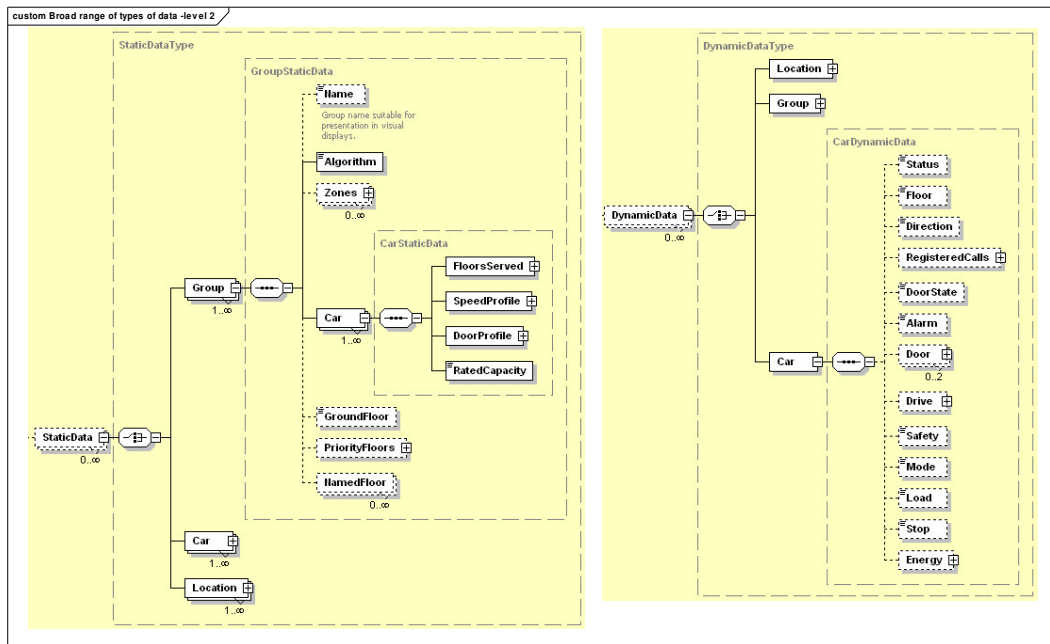 custom Broad range of types of data -level 2
StaticDataType
GroupStaticData
Name
Group name suitable for
presentation in visual
displays.
Algorithm
Zones
0..∞
CarStaticData
FloorsServed
SpeedProfile
DoorProfile
RatedCapacity
Group
1..∞
Car
1..∞
GroundFloor
PriorityFloors
NamedFloor
0..∞
StaticData
0..∞
Car
1..∞
Location
1..∞
DynamicDataType
Location
Group
CarDynamicData
Status
Floor
Direction
RegisteredCalls
DoorState
Alarm
Door
0..2
Drive
Safety
Mode
Load
Stop
Energy
DynamicData
0..∞
Car